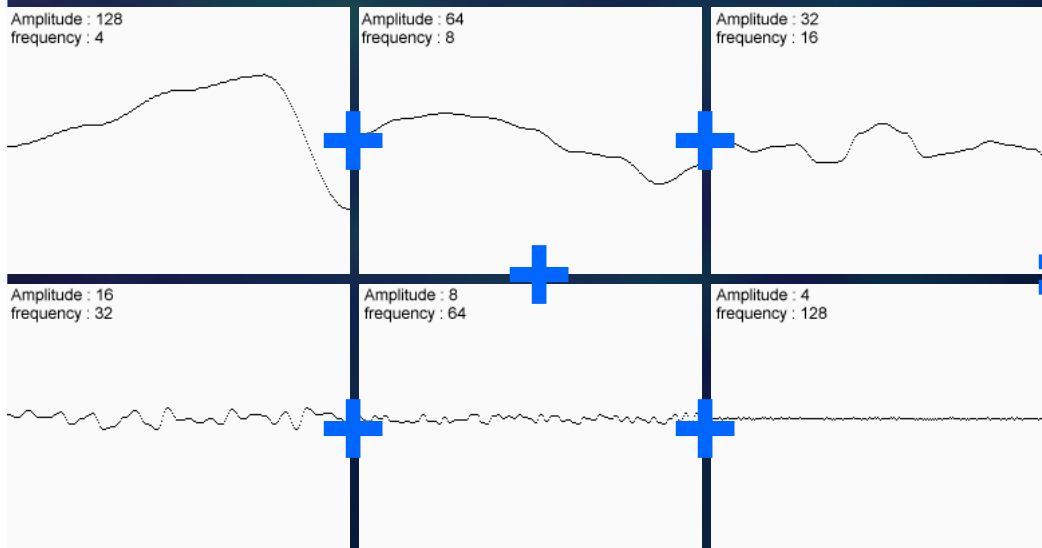 Amplitude : 128
frequency : 4
Amplitude : 64
frequency : 8
Amplitude : 32
frequency : 16
Amplitude : 16
frequency : 32
Amplitude : 8
frequency : 64
Amplitude : 4
frequency : 128